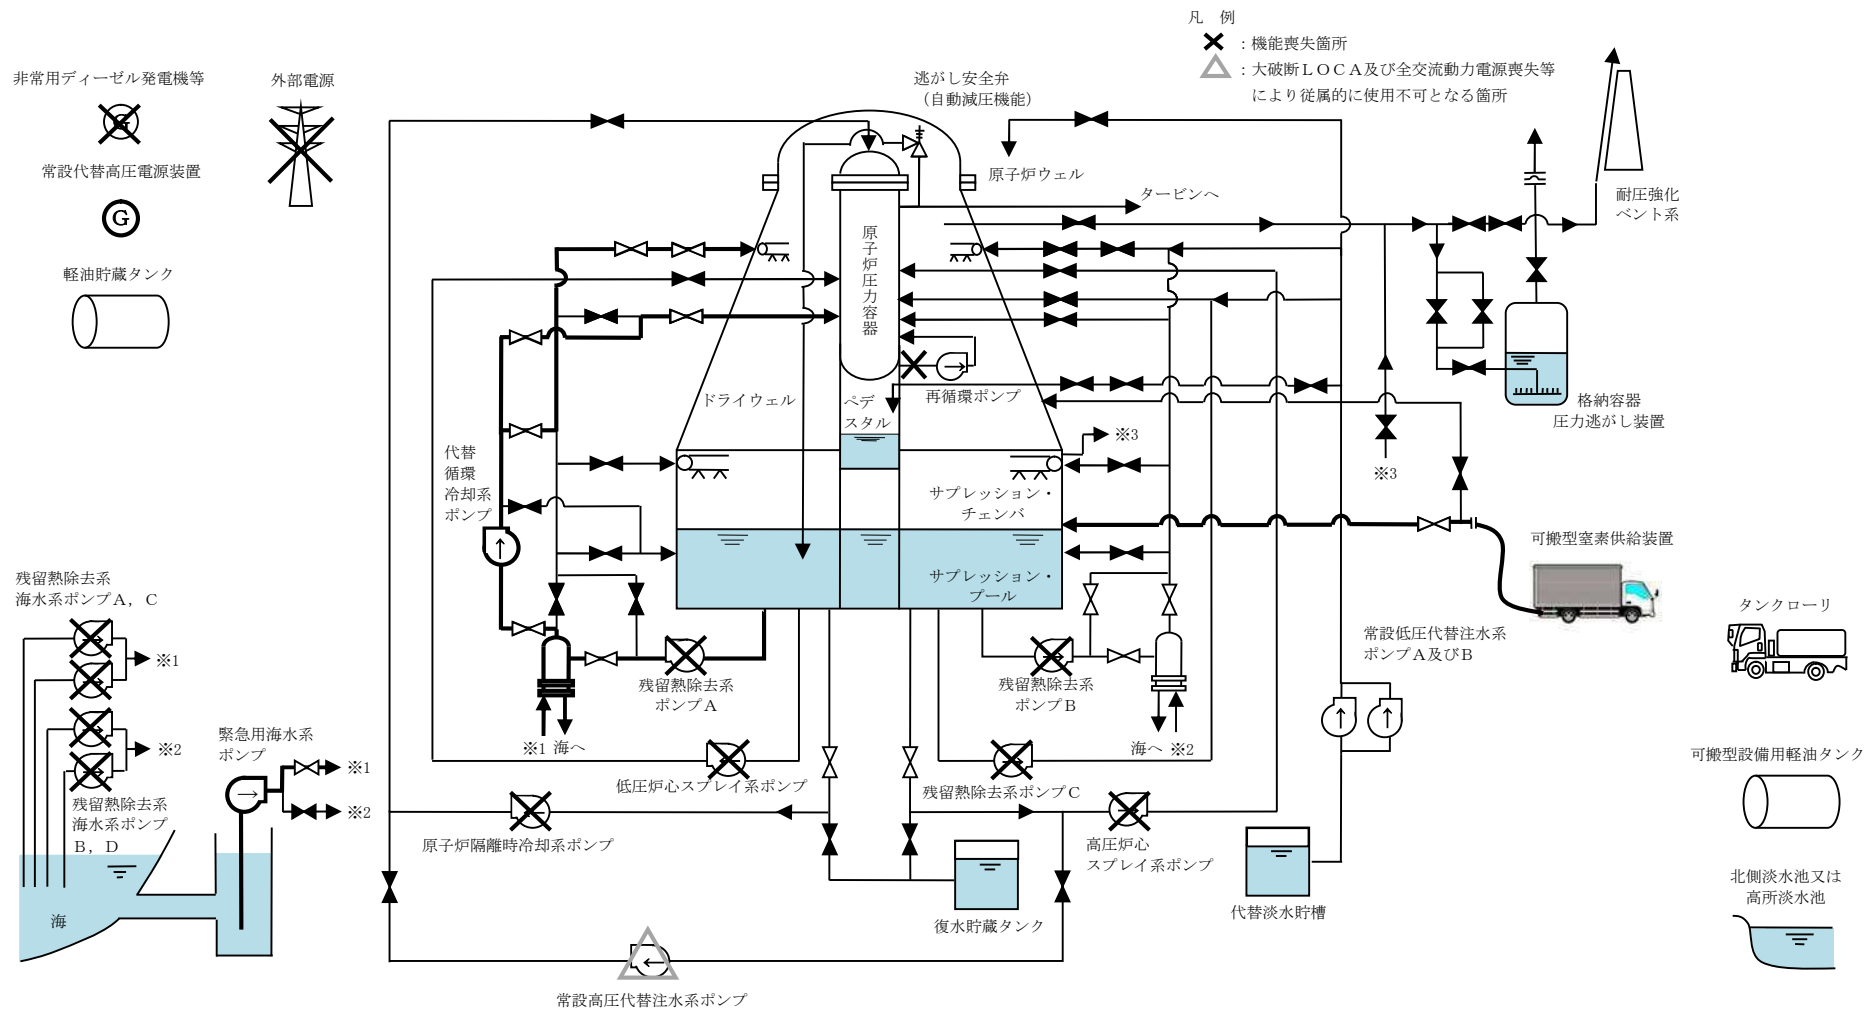 凡　例
：機能喪失箇所
：大破断ＬＯＣＡ及び全交流動力電源喪失等
により従属的に使用不可となる箇所
非常用ディーゼル発電機等
G
常設代替高圧電源装置
G
軽油貯蔵タンク
外部電源
逃がし安全弁
（自動減圧機能）
原子炉ウェル
タービンへ
耐圧強化
ベント系
原子炉圧力容器
ドライウェル
ペデ
スタル
再循環ポンプ
格納容器
圧力逃がし装置
※3
※3
代替
循環
冷却系
ポンプ
サプレッション・
チェンバ
サプレッション・
プール
可搬型窒素供給装置
タンクローリ
残留熱除去系
海水系ポンプＡ，Ｃ
※1
※2
残留熱除去系
海水系ポンプ
Ｂ，Ｄ
海
緊急用海水系
ポンプ
※1
※2
残留熱除去系
ポンプＡ
※1 海へ
残留熱除去系
ポンプＢ
海へ ※2
常設低圧代替注水系
ポンプＡ及びＢ
低圧炉心スプレイ系ポンプ
残留熱除去系ポンプＣ
原子炉隔離時冷却系ポンプ
高圧炉心
スプレイ系ポンプ
復水貯蔵タンク
代替淡水貯槽
常設高圧代替注水系ポンプ
可搬型設備用軽油タンク
北側淡水池又は
高所淡水池